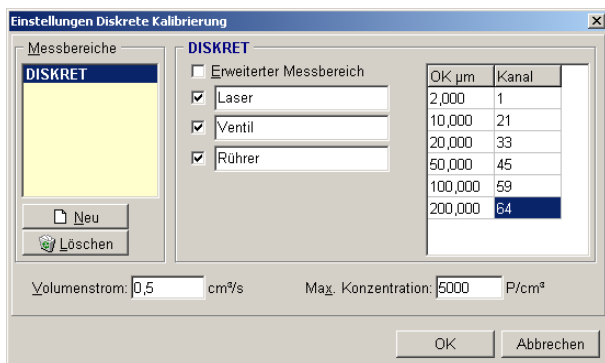 Einstellungen Diskrete Kalibrierung
Messbereiche
DISKRET
Neu
Löschen
DISKRET
Erweiterter Messbereich
Laser
Ventil
Rührer
OK µm Kanal
2,000 1
10,000 21
20,000 33
50,000 45
100,000 59
200,000 64
Volumenstrom: 0,5 cm³/s
Max. Konzentration: 5000 P/cm³
OK Abbrechen